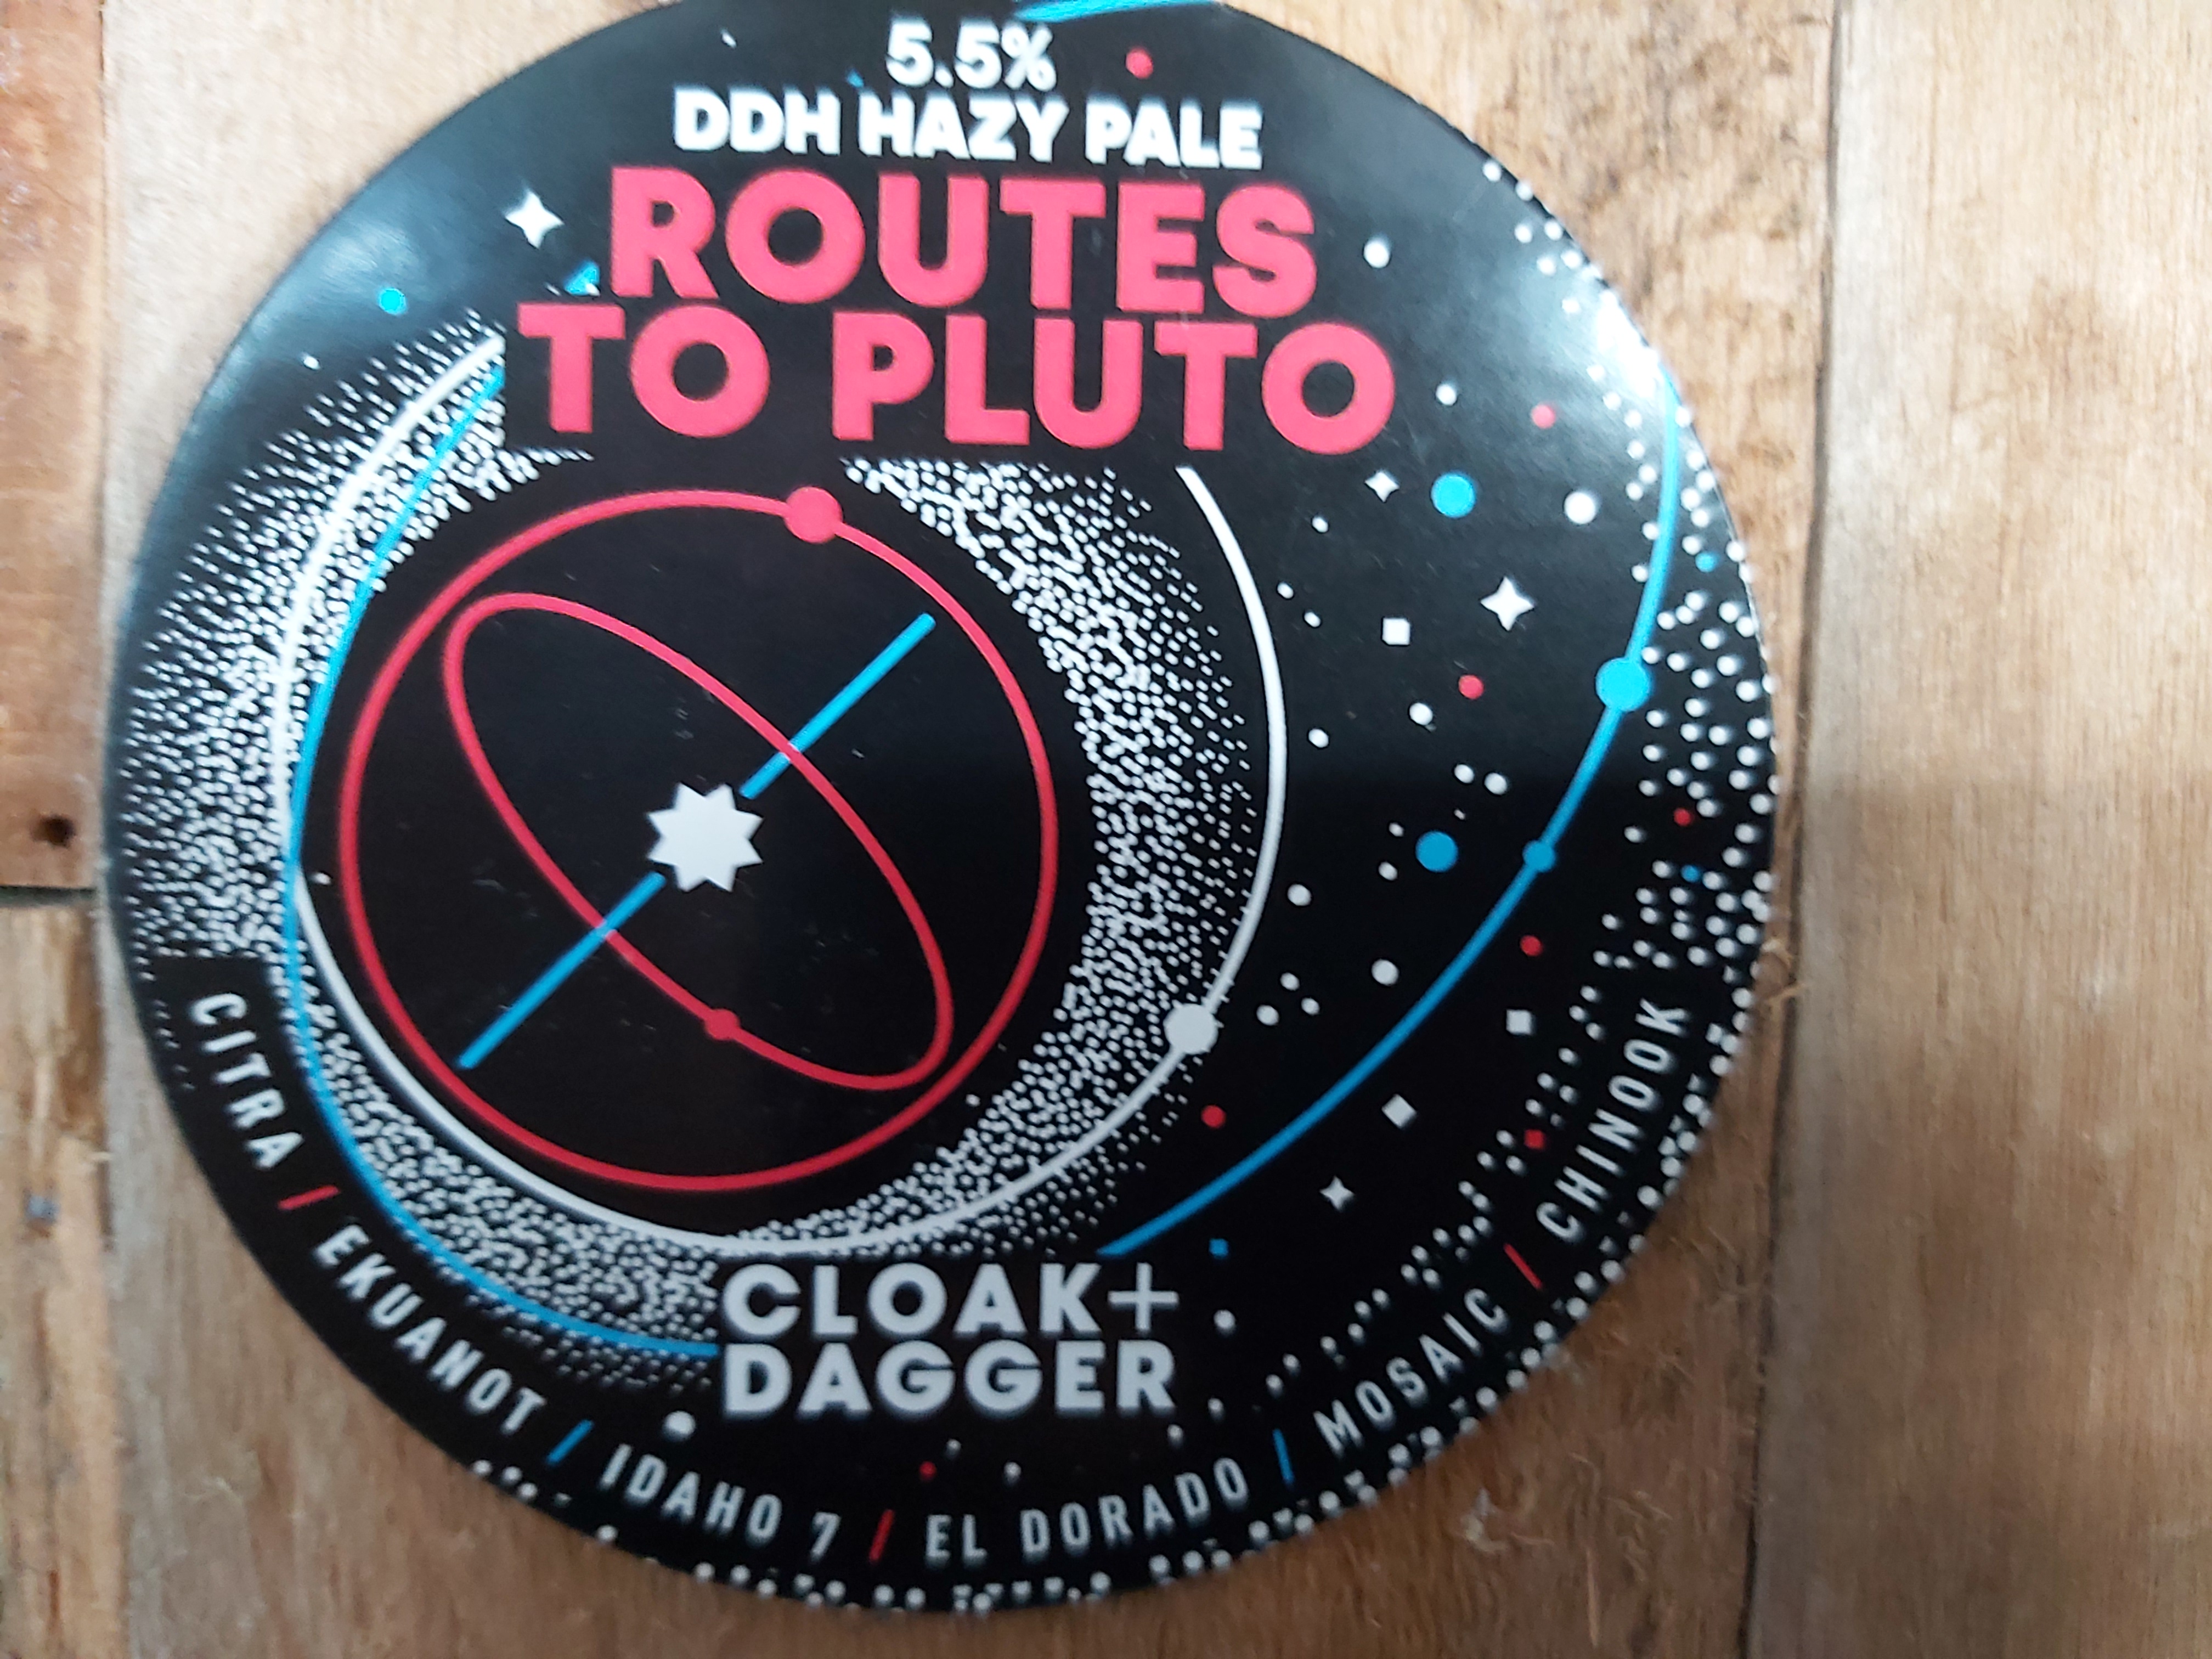 5.5%
DDH HAZY PALE
ROUTES
TO PLUTO
CLOAK+
DAGGER
CITRA / EKUANOT / IDAHO 7 / EL DORADO / MOSAIC / CHINOOK